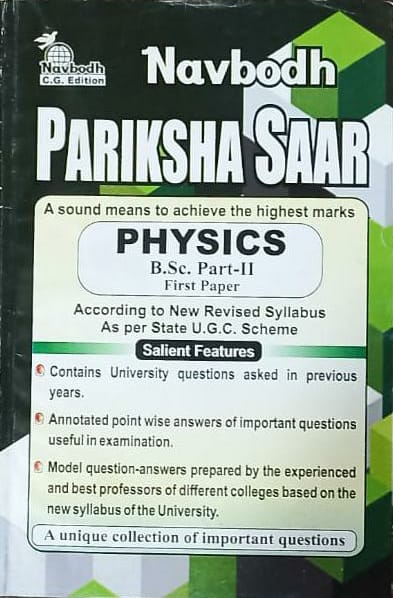 Navbodh
C.G. Edition
Navbodh
PARIKSHA SAAR
A sound means to achieve the highest marks
PHYSICS
B.Sc. Part-II
First Paper
According to New Revised Syllabus
As per State U.G.C. Scheme
Salient Features
Contains University questions asked in previous
years.
Annotated point wise answers of important questions
useful in examination.
Model question-answers prepared by the experienced
and best professors of different colleges based on the
new syllabus of the University.
A unique collection of important questions